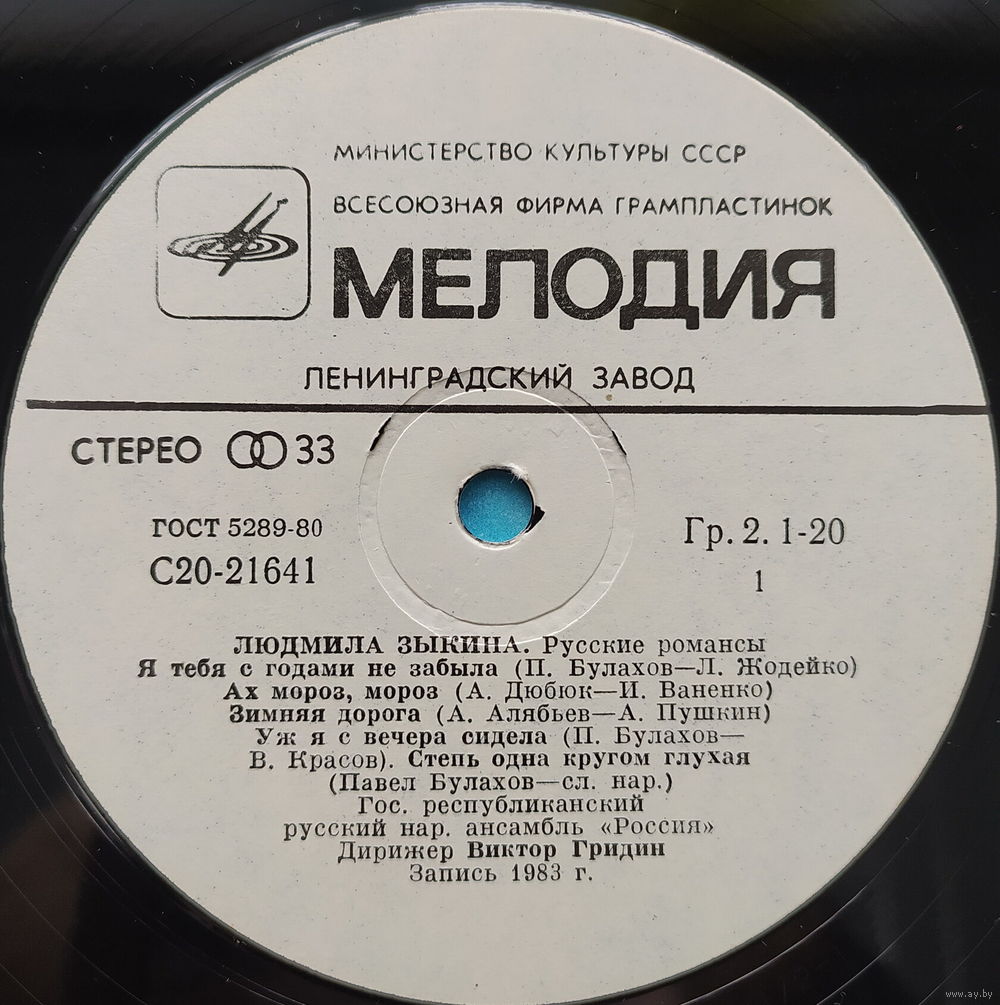 МИНИСТЕРСТВО КУЛЬТУРЫ СССР
ВСЕСОЮЗНАЯ ФИРМА ГРАМПЛАСТИНОК
МЕЛОДИЯ
ЛЕНИНГРАДСКИЙ ЗАВОД
СТЕРЕО 33
ГОСТ 5289-80
С20-21641
Гр. 2. 1-20
1
ЛЮДМИЛА ЗЫКИНА. Русские романсы
Я тебя с годами не забыла (П. Булахов—Л. Жодейко)
Ах мороз, мороз (А. Дюбюк—И. Ваненко)
Зимняя дорога (А. Алябьев—А. Пушкин)
Уж я с вечера сидела (П. Булахов—
В. Красов). Степь одна кругом глухая
(Павел Булахов—сл. нар.)
Гос. республиканский
русский нар. ансамбль «Россия»
Дирижер Виктор Гридин
Запись 1983 г.
www.ay.by